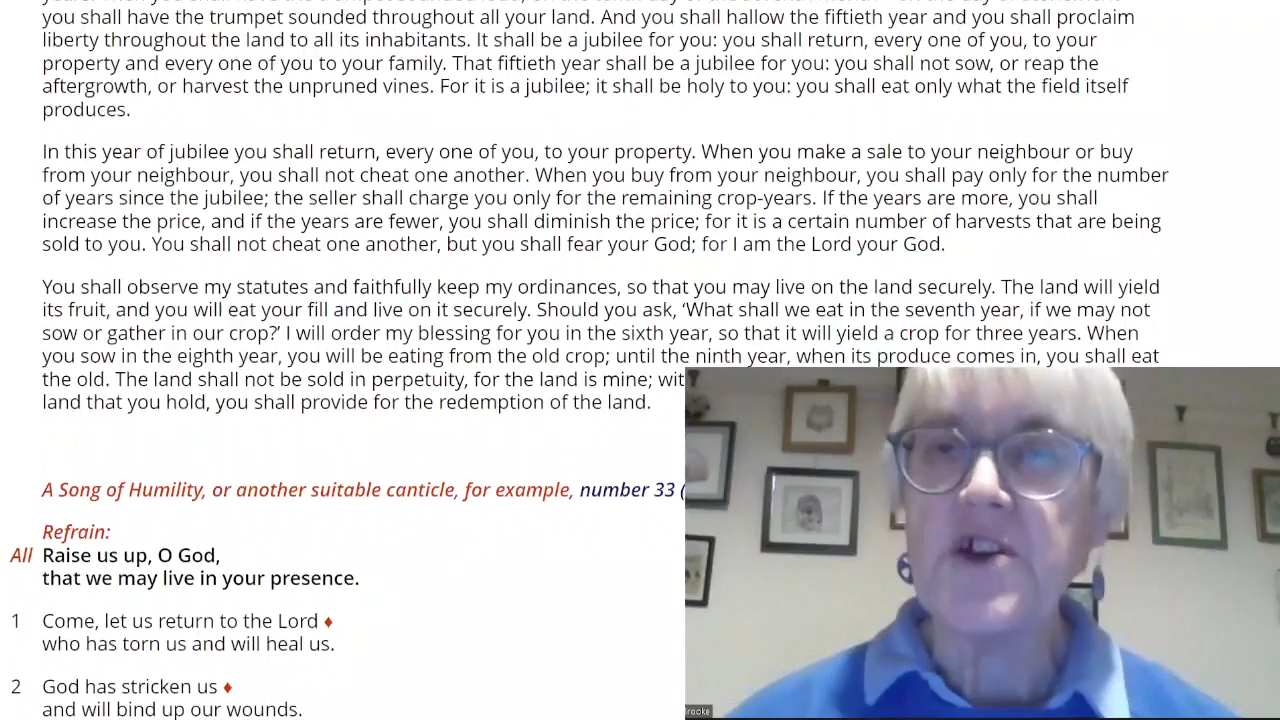 you shall have the trumpet sounded throughout all your land. And you shall hallow the fiftieth year and you shall proclaim
liberty throughout the land to all its inhabitants. It shall be a jubilee for you: you shall return, every one of you, to your
property and every one of you to your family. That fiftieth year shall be a jubilee for you: you shall not sow, or reap the
aftergrowth, or harvest the unpruned vines. For it is a jubilee; it shall be holy to you: you shall eat only what the field itself
produces.
In this year of jubilee you shall return, every one of you, to your property. When you make a sale to your neighbour or buy
from your neighbour, you shall not cheat one another. When you buy from your neighbour, you shall pay only for the number
of years since the jubilee; the seller shall charge you only for the remaining crop-years. If the years are more, you shall
increase the price, and if the years are fewer, you shall diminish the price; for it is a certain number of harvests that are being
sold to you. You shall not cheat one another, but you shall fear your God; for I am the Lord your God.
You shall observe my statutes and faithfully keep my ordinances, so that you may live on the land securely. The land will yield
its fruit, and you will eat your fill and live on it securely. Should you ask, ‘What shall we eat in the seventh year, if we may not
sow or gather in our crop?’ I will order my blessing for you in the sixth year, so that it will yield a crop for three years. When
you sow in the eighth year, you will be eating from the old crop; until the ninth year, when its produce comes in, you shall eat
the old. The land shall not be sold in perpetuity, for the land is mine; wit
land that you hold, you shall provide for the redemption of the land.
A Song of Humility, or another suitable canticle, for example, number 33 (
Refrain:
All Raise us up, O God,
that we may live in your presence.
1 Come, let us return to the Lord ♦
who has torn us and will heal us.
2 God has stricken us ♦
and will bind up our wounds.